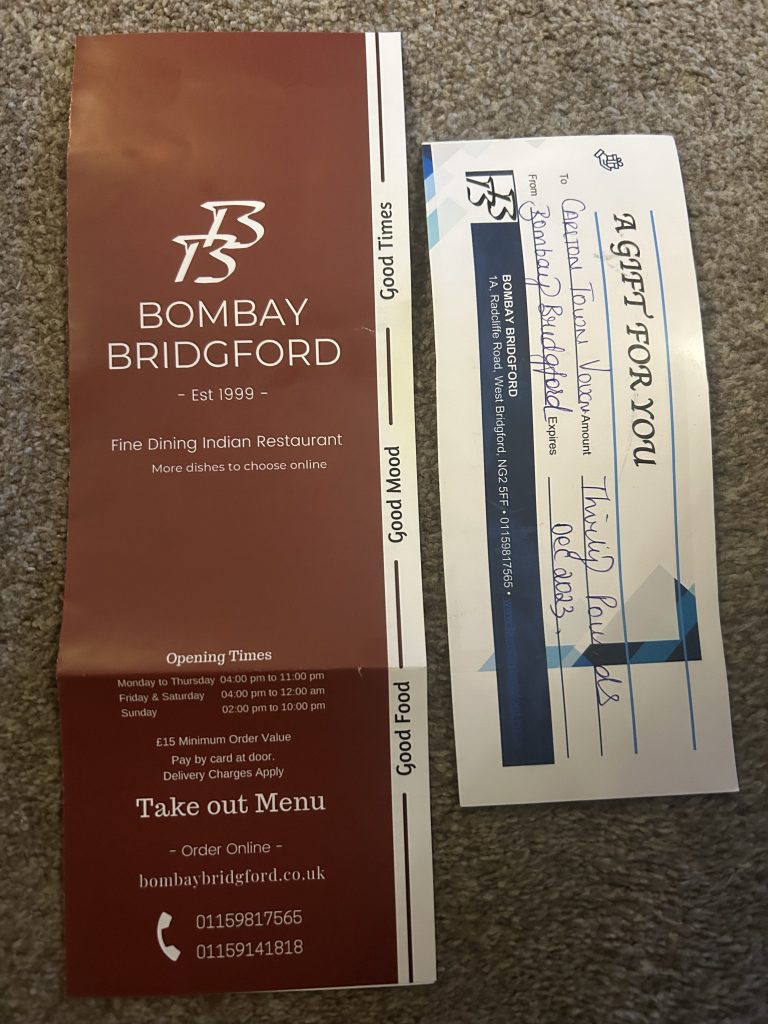 BB
BOMBAY
BRIDGFORD
- Est 1999 -
Fine Dining Indian Restaurant
More dishes to choose online
Opening Times
Monday to Thursday 04:00 pm to 11:00 pm
Friday & Saturday 04:00 pm to 12:00 am
Sunday 02:00 pm to 10:00 pm
£15 Minimum Order Value
Pay by card at door.
Delivery Charges Apply
Take out Menu
- Order Online -
bombaybridgford.co.uk
01159817565
01159141818
Good Food
Good Mood
Good Times
A GIFT FOR YOU
To CARLTON TOWN Amount Thirty Pounds
From Bombay Bridgford Expires DEC 2023
BB
BOMBAY BRIDGFORD
1A, Radcliffe Road, West Bridgford, NG2 5FF • 01159817565 •